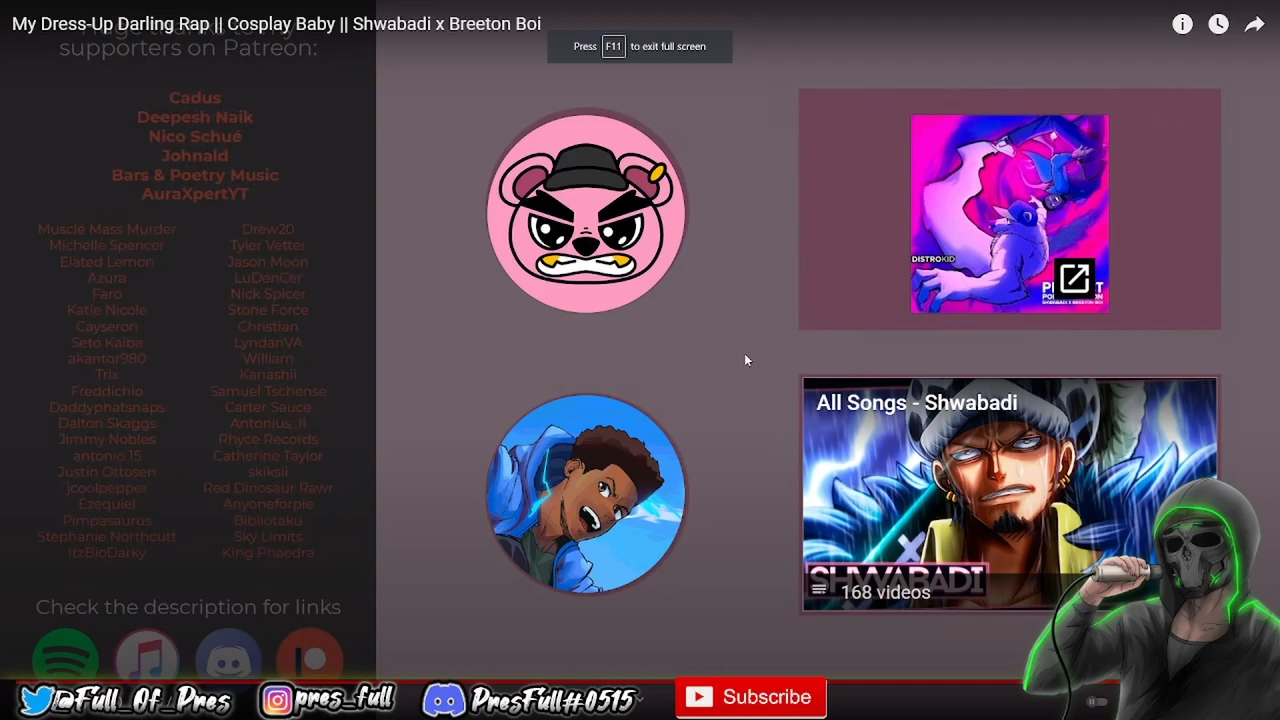 My Dress-Up Darling Rap || Cosplay Baby || Shwabadi x Breeton Boi
Press F11 to exit full screen
supporters on Patreon:
Cadus
Deepesh Naik
Nico Schué
Johnald
Bars & Poetry Music
AuraXpertYT
Muscle Mass Murder
Michelle Spencer
Elated Lemon
Azura
Faro
Katie Nicole
Cayseron
Seto Kaiba
akantor980
Trix
Freddichio
Daddyphatsnaps
Dalton Skaggs
Jimmy Nobles
antonio 15
Justin Ottosen
jcoolpepper
Ezequiel
Pimpasaurus
Stephanie Northcutt
ItzBioDarky
Drew20
Tyler Vetter
Jason Moon
LuDenCer
Nick Spicer
Stone Force
Christian
LyndanVA
William
Kanashii
Samuel Tschense
Carter Sauce
Antonius_II
Rhyce Records
Catherine Taylor
skiksii
Red Dinosaur Rawr
Anyoneforpie
Bibliotaku
Sky Limits
King Phaedra
Check the description for links
DISTROKID
SHWABADI X BREETON BOI
All Songs - Shwabadi
SHWABADI
168 videos
@Full_Of_Pres
pres_full
PresFull#0515
Subscribe